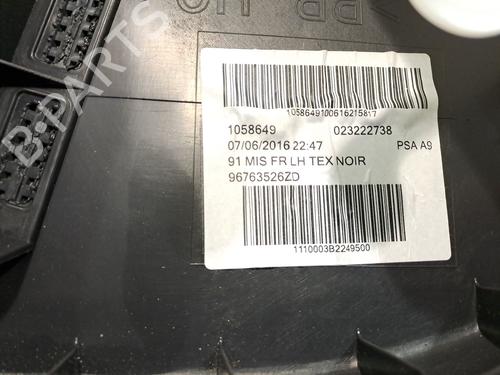 1058649100616215817
1058649 023222738
07/06/2016 22:47 PSA A9
91 MIS FR LH TEX NOIR
96763526ZD
1110003B2249500
B-PARTS